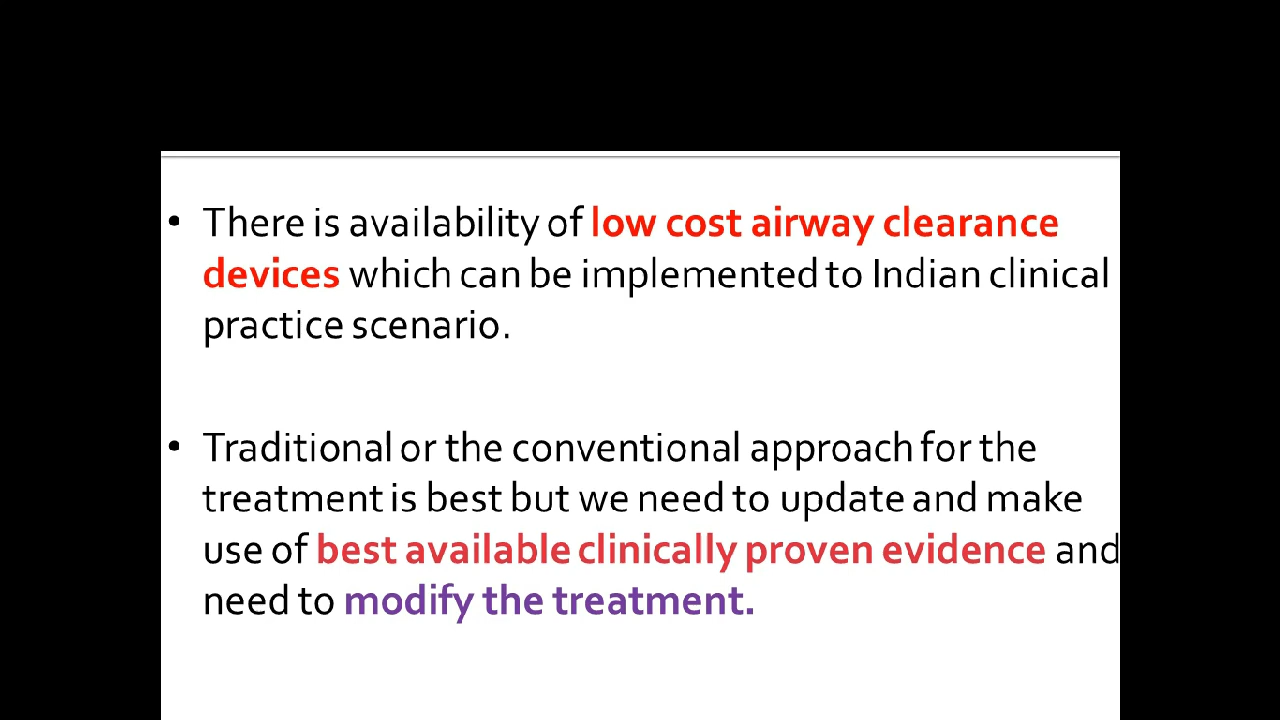 • There is availability of low cost airway clearance
devices which can be implemented to Indian clinical
practice scenario.
• Traditional or the conventional approach for the
treatment is best but we need to update and make
use of best available clinically proven evidence and
need to modify the treatment.